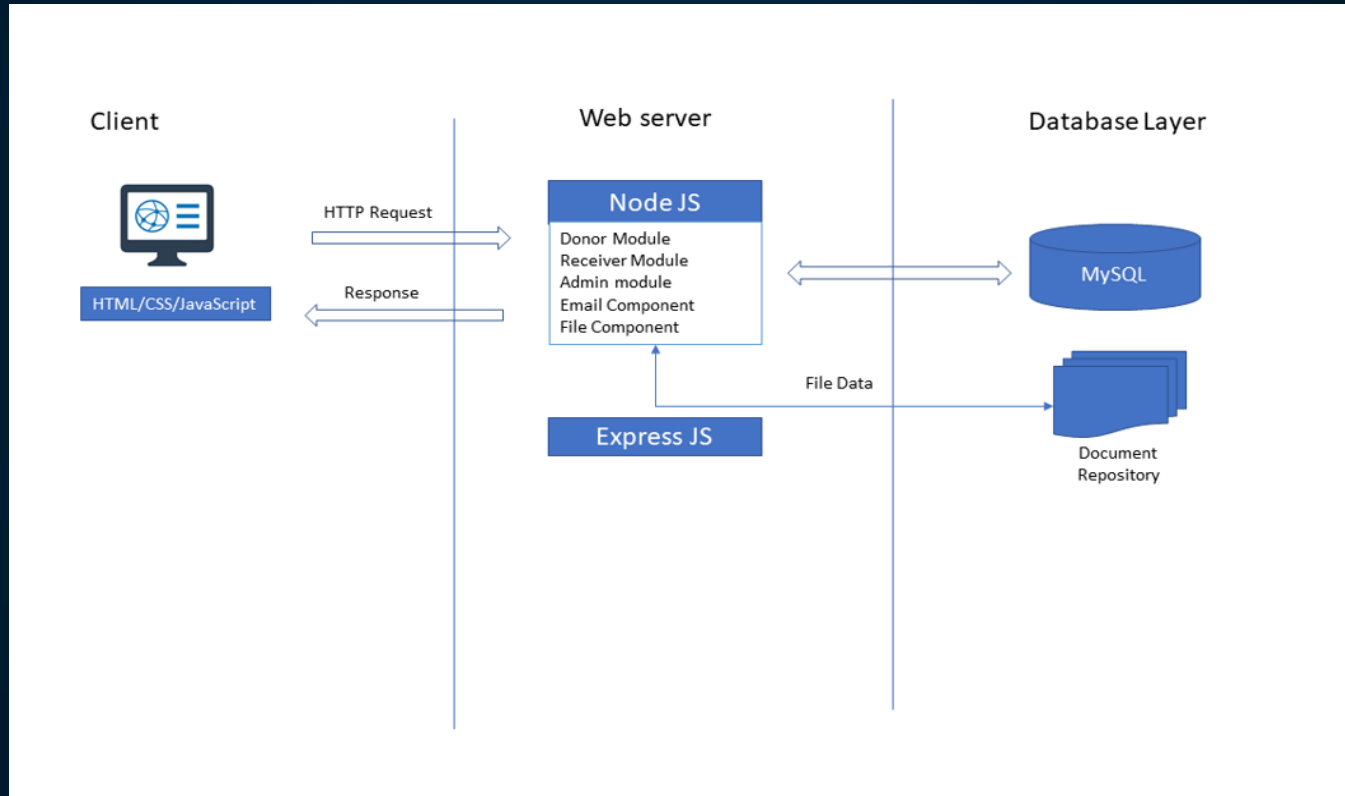 Client
Web server
Database Layer
HTTP Request
Response
HTML/CSS/JavaScript
Node JS
Donor Module
Receiver Module
Admin module
Email Component
File Component
MySQL
File Data
Express JS
Document
Repository